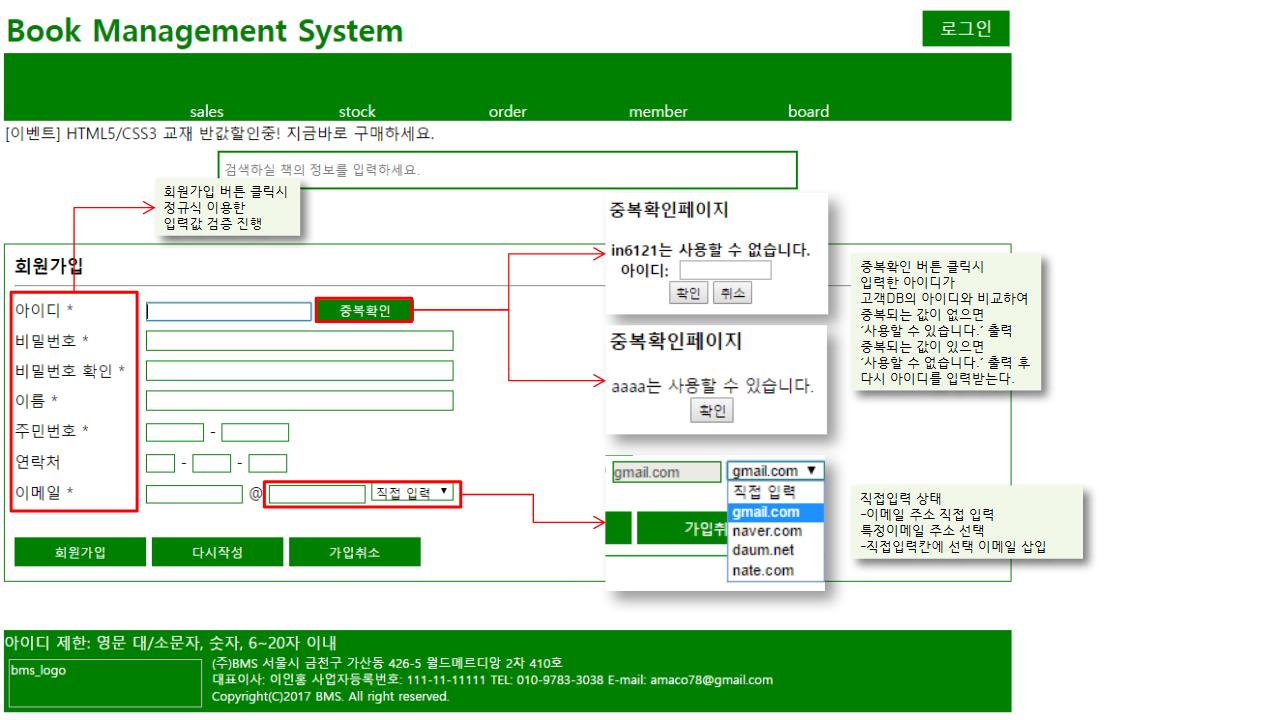 Book Management System
로그인
sales stock order member board
[이벤트] HTML5/CSS3 교재 반값할인중! 지금바로 구매하세요.
검색하실 책의 정보를 입력하세요.
회원가입 버튼 클릭시
정규식 이용한
입력값 검증 진행
회원가입
아이디 *
중복확인
비밀번호 *
비밀번호 확인 *
이름 *
주민번호 * -
연락처 - -
이메일 * @ 직접 입력 ▼
회원가입 다시작성 가입취소
중복확인페이지
in6121는 사용할 수 없습니다.
아이디:
확인 취소
중복확인페이지
aaaa는 사용할 수 있습니다.
확인
gmail.com gmail.com ▼
직접 입력
gmail.com
naver.com
daum.net
nate.com
가입취
중복확인 버튼 클릭시
입력한 아이디가
고객DB의 아이디와 비교하여
중복되는 값이 없으면
‘사용할 수 있습니다.’ 출력
중복되는 값이 있으면
‘사용할 수 없습니다.’ 출력 후
다시 아이디를 입력받는다.
직접입력 상태
-이메일 주소 직접 입력
특정이메일 주소 선택
-직접입력칸에 선택 이메일 삽입
아이디 제한: 영문 대/소문자, 숫자, 6~20자 이내
bms_logo
(주)BMS 서울시 금천구 가산동 426-5 월드메르디앙 2차 410호
대표이사: 이인홍 사업자등록번호: 111-11-11111 TEL: 010-9783-3038 E-mail: amaco78@gmail.com
Copyright(C)2017 BMS. All right reserved.